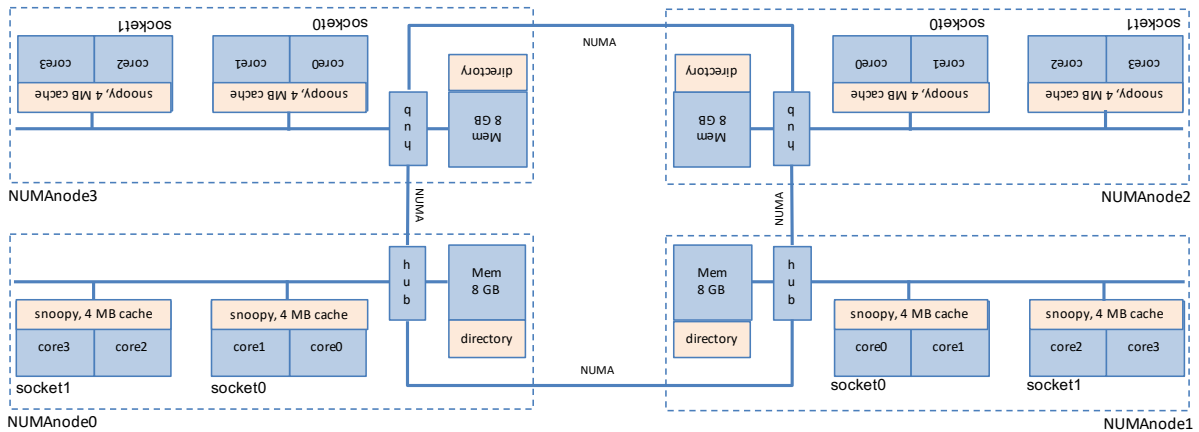 socket1
socket0
core3
core2
core1
core0
snoopy, 4 MB cache
snoopy, 4 MB cache
directory
Mem
8 GB
hub
NUMA
socket0
socket1
directory
Mem
8 GB
hub
core0
core1
core2
core3
snoopy, 4 MB cache
snoopy, 4 MB cache
NUMAnode3
NUMA
NUMA
NUMAnode2
hub
Mem
8 GB
directory
snoopy, 4 MB cache
snoopy, 4 MB cache
core3
core2
core1
core0
socket1
socket0
NUMAnode0
NUMA
Mem
8 GB
directory
hub
snoopy, 4 MB cache
snoopy, 4 MB cache
core0
core1
core2
core3
socket0
socket1
NUMAnode1